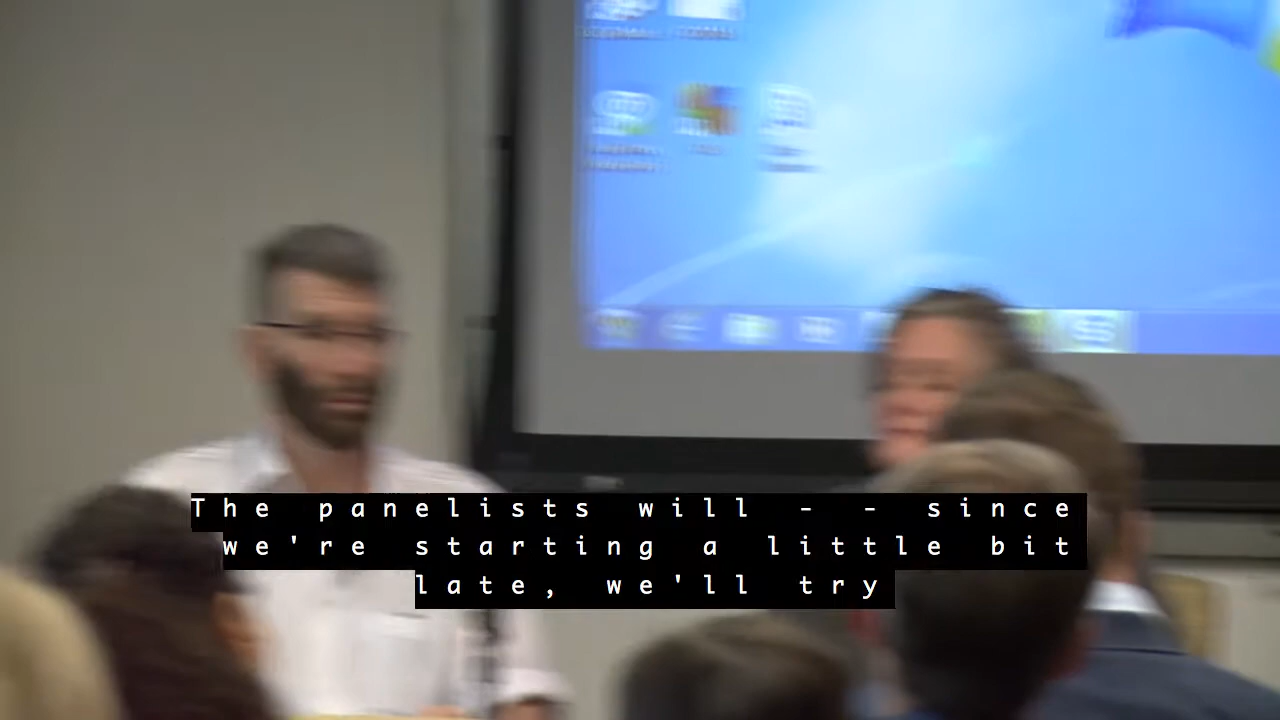 The panelists will -- since
we're starting a little bit
late, we'll try